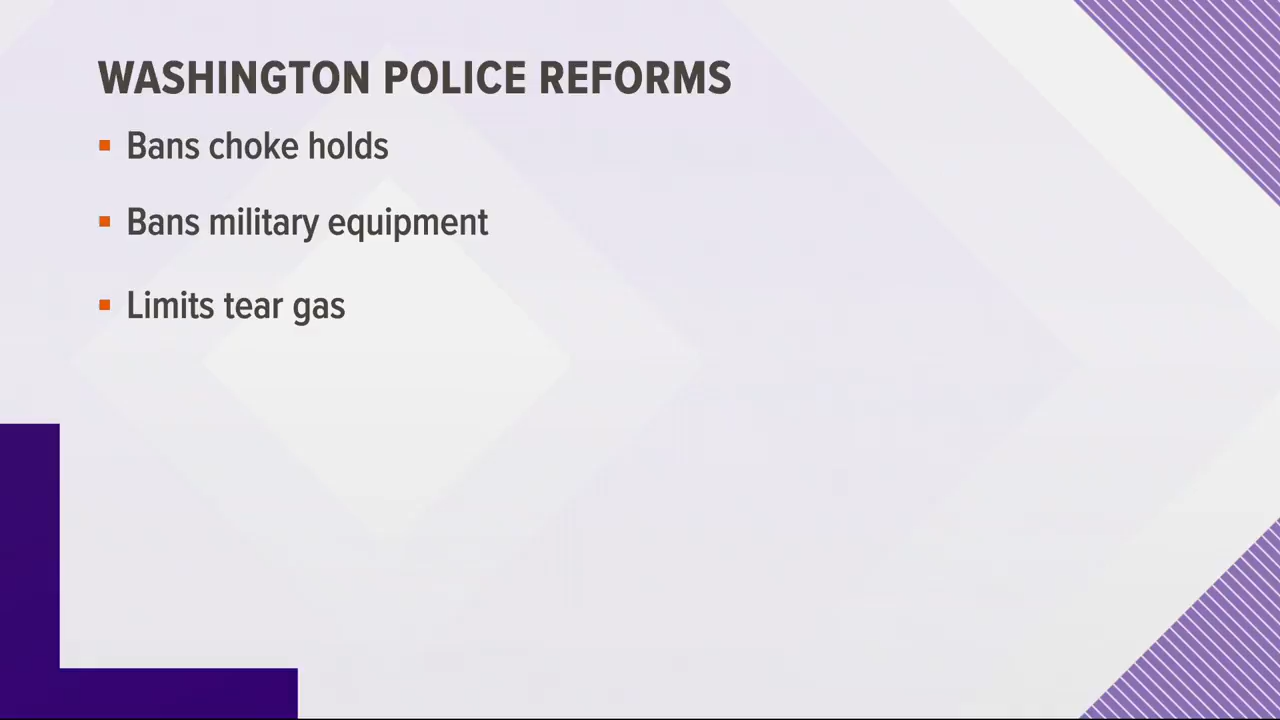 WASHINGTON POLICE REFORMS
Bans choke holds
Bans military equipment
Limits tear gas